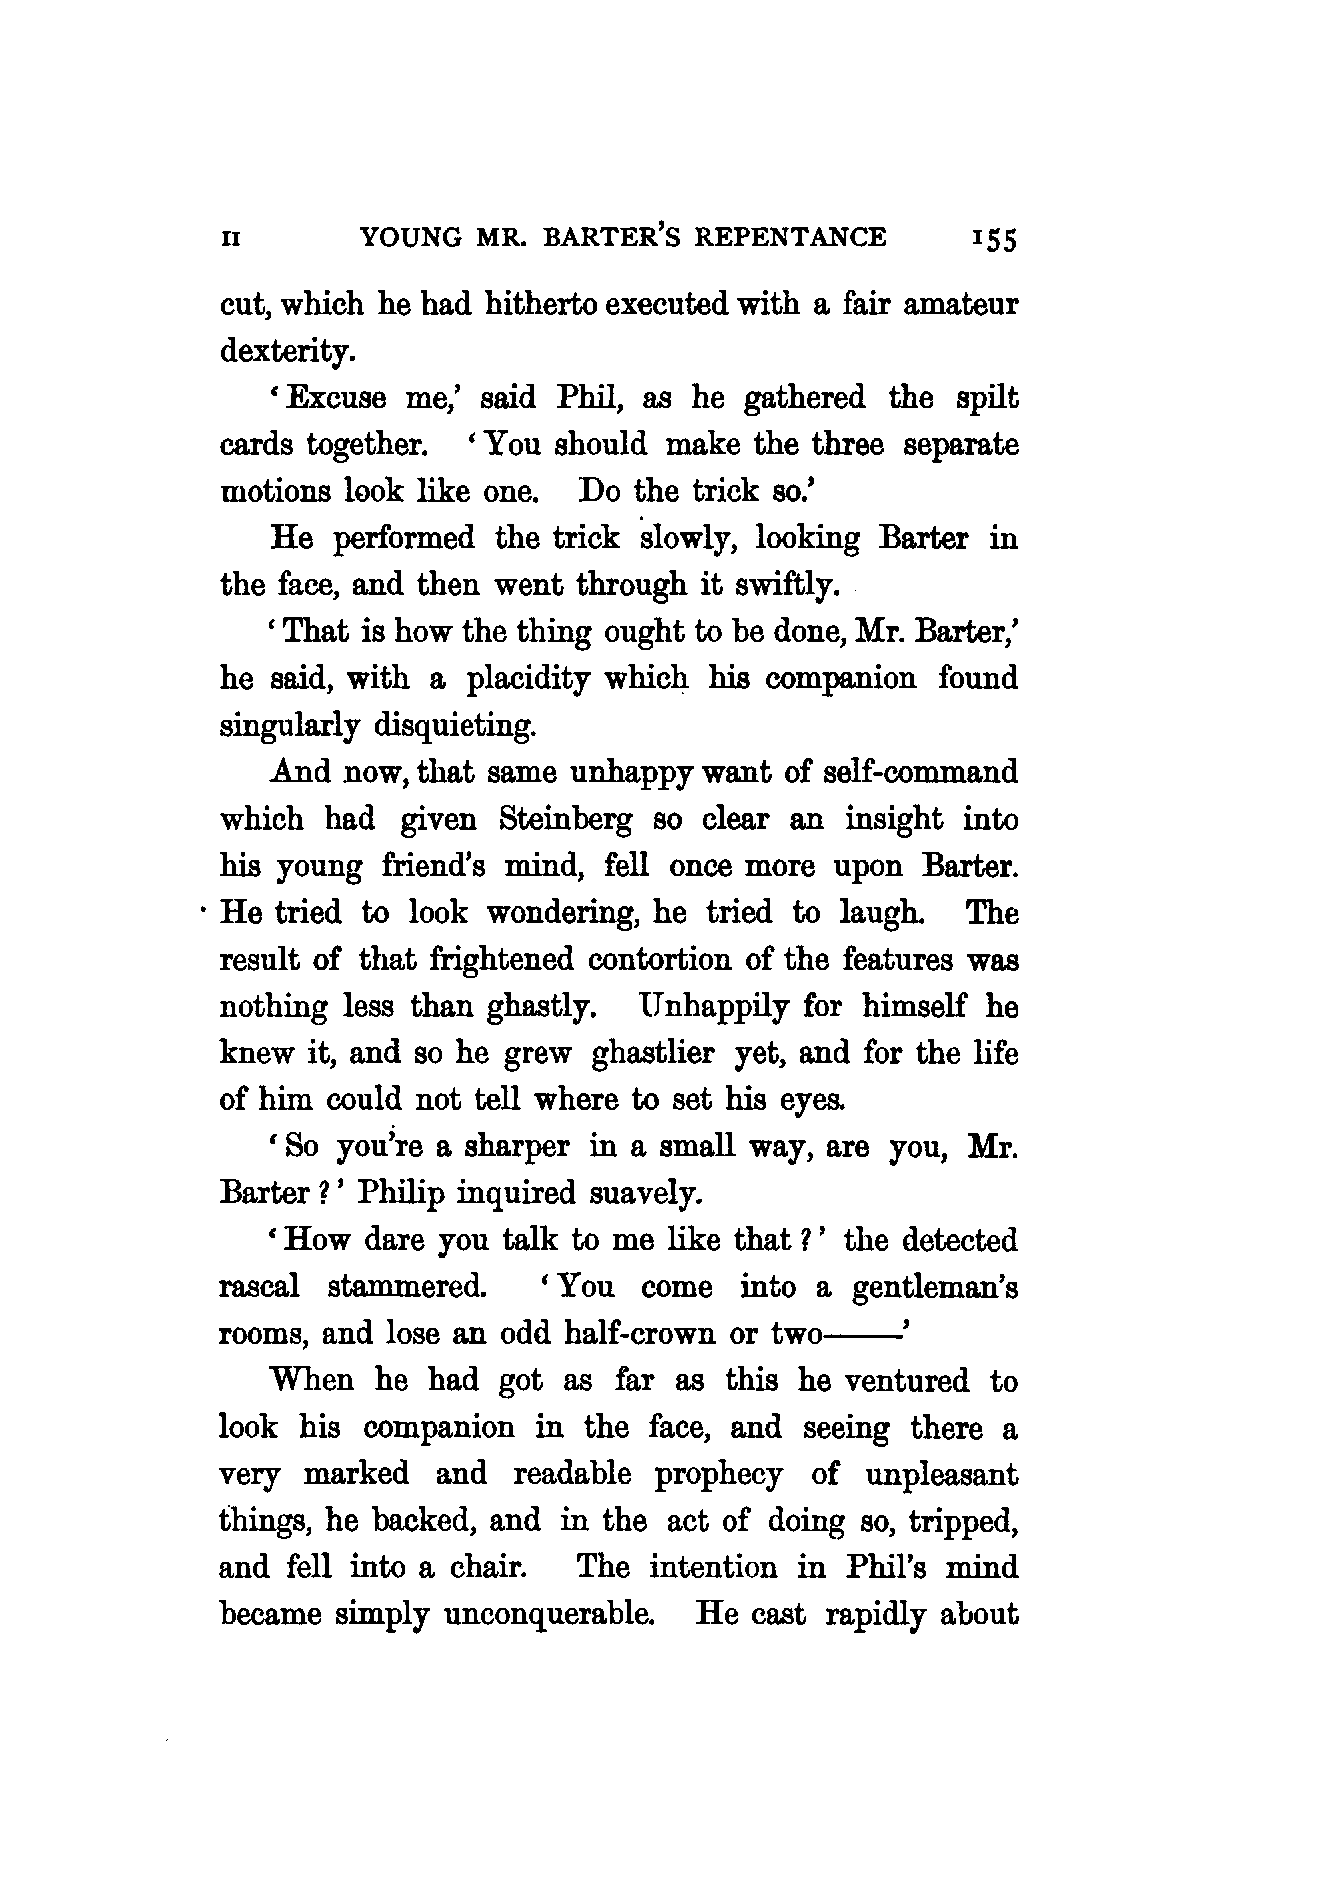 II YOUNG MR. BARTER'S REPENTANCE 155
cut, which he had hitherto executed with a fair amateur
dexterity.
‘Excuse me,’ said Phil, as he gathered the spilt
cards together. ‘You should make the three separate
motions look like one. Do the trick so.’
He performed the trick slowly, looking Barter in
the face, and then went through it swiftly.
‘That is how the thing ought to be done, Mr. Barter,’
he said, with a placidity which his companion found
singularly disquieting.
And now, that same unhappy want of self-command
which had given Steinberg so clear an insight into
his young friend's mind, fell once more upon Barter.
He tried to look wondering, he tried to laugh. The
result of that frightened contortion of the features was
nothing less than ghastly. Unhappily for himself he
knew it, and so he grew ghastlier yet, and for the life
of him could not tell where to set his eyes.
‘So you're a sharper in a small way, are you, Mr.
Barter?’ Philip inquired suavely.
‘How dare you talk to me like that?’ the detected
rascal stammered. ‘You come into a gentleman's
rooms, and lose an odd half-crown or two——’
When he had got as far as this he ventured to
look his companion in the face, and seeing there a
very marked and readable prophecy of unpleasant
things, he backed, and in the act of doing so, tripped,
and fell into a chair. The intention in Phil's mind
became simply unconquerable. He cast rapidly about